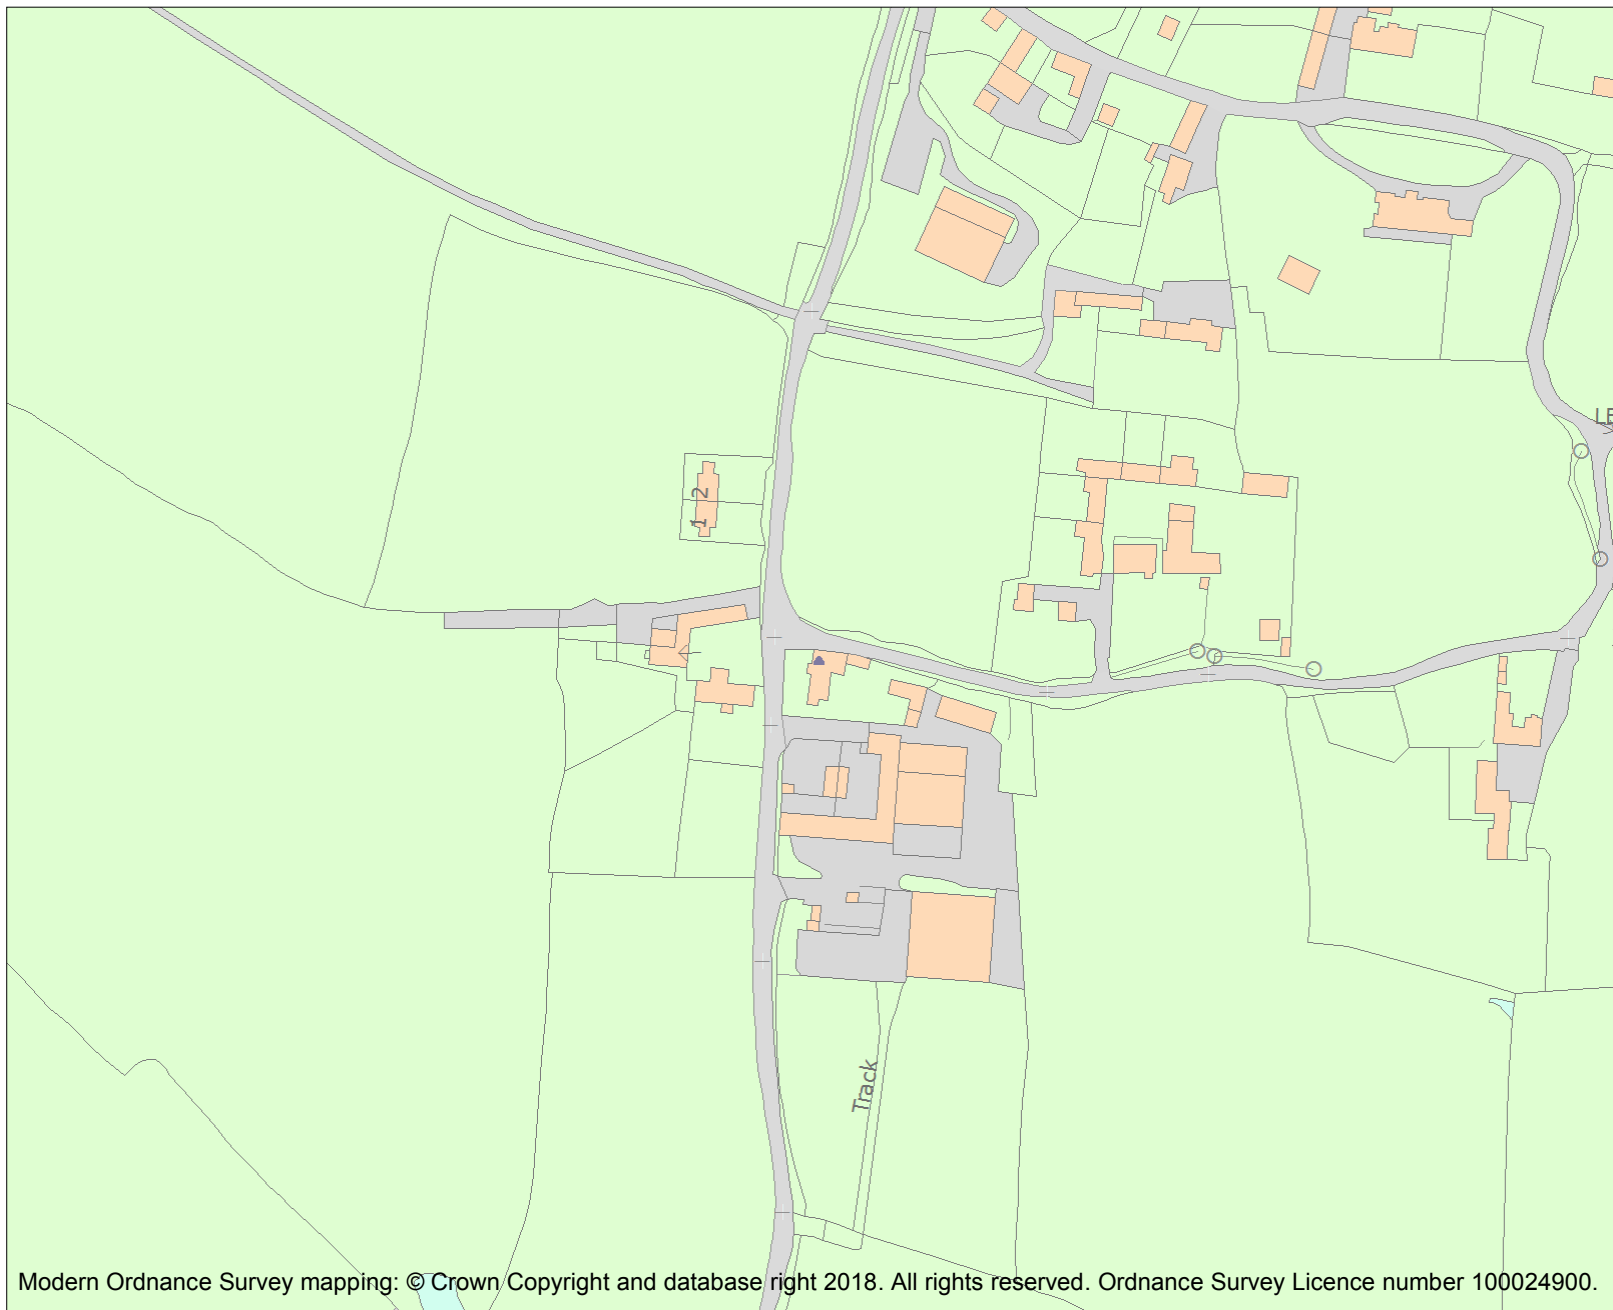 LE
2
1
Track
Modern Ordnance Survey mapping: © Crown Copyright and database right 2018. All rights reserved. Ordnance Survey Licence number 100024900.